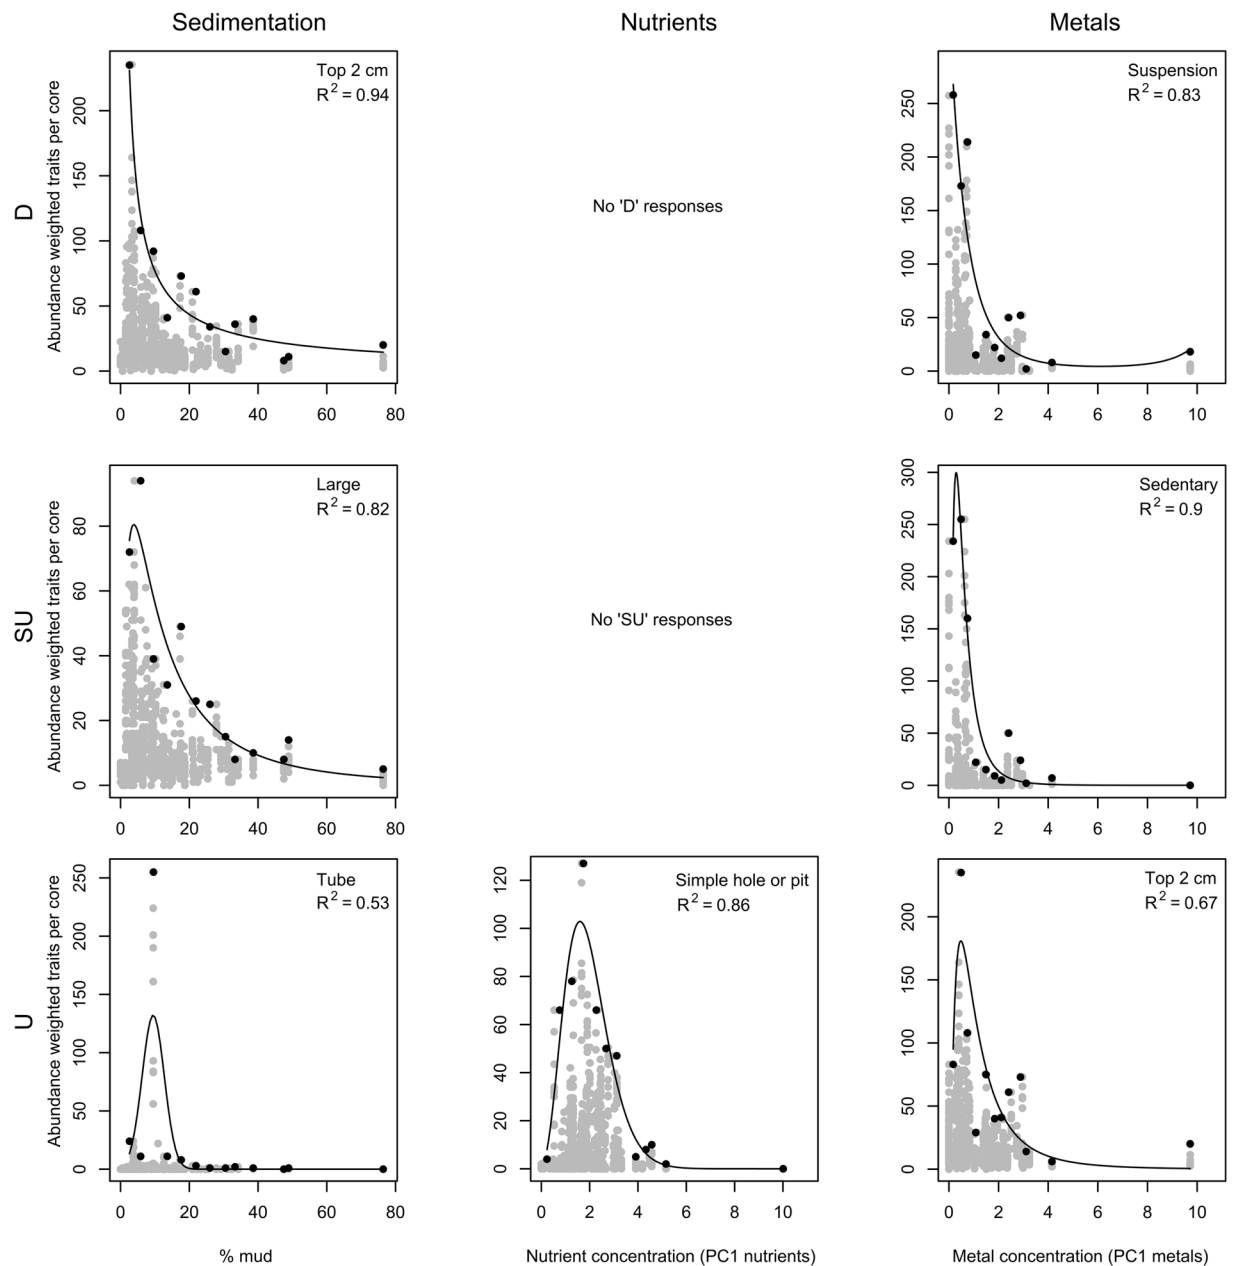 Sedimentation Nutrients Metals
D
Abundance weighted traits per core
0 50 100 150 200
Top 2 cm
R2 = 0.94
0 20 40 60 80
No 'D' responses
0 50 100 150 200 250
Suspension
R2 = 0.83
0 2 4 6 8 10
SU
Abundance weighted traits per core
0 20 40 60 80
Large
R2 = 0.82
0 20 40 60 80
No 'SU' responses
0 50 100 150 200 250 300
Sedentary
R2 = 0.9
0 2 4 6 8 10
U
Abundance weighted traits per core
0 50 100 150 200 250
Tube
R2 = 0.53
0 20 40 60 80
% mud
0 20 40 60 80 100 120
Simple hole or pit
R2 = 0.86
0 2 4 6 8 10
Nutrient concentration (PC1 nutrients)
0 50 100 150 200
Top 2 cm
R2 = 0.67
0 2 4 6 8 10
Metal concentration (PC1 metals)